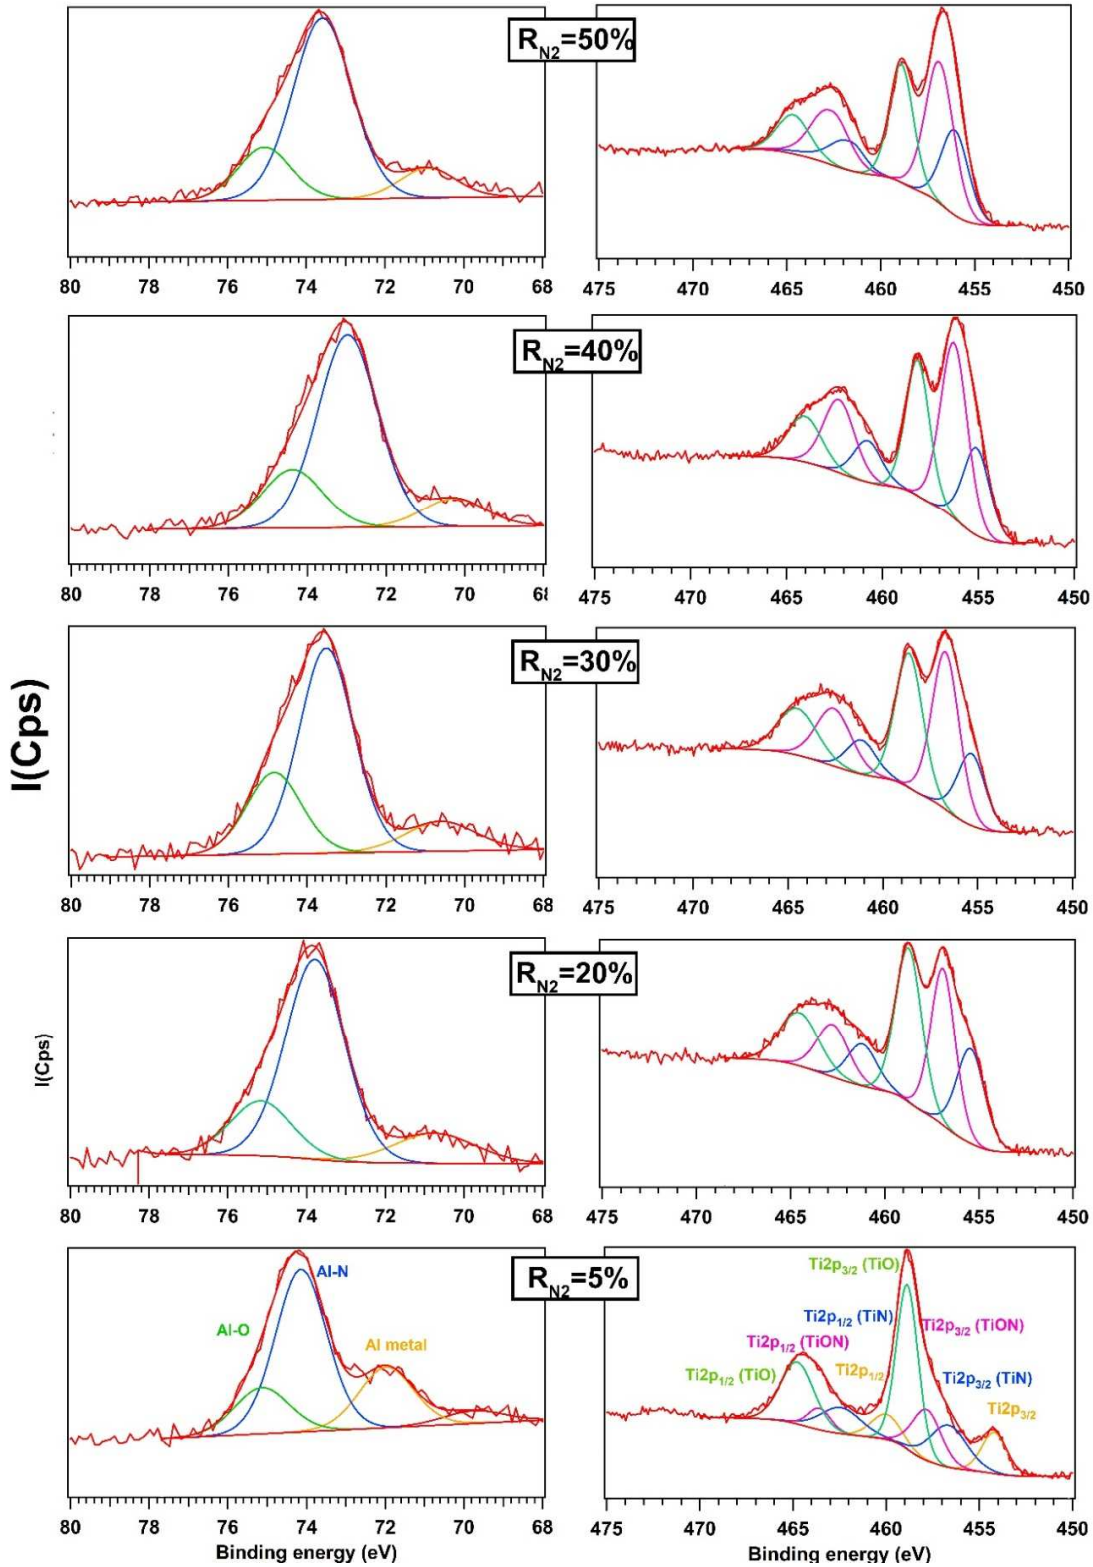 R_N2=50%
80 78 76 74 72 70 68
475 470 465 460 455 450
R_N2=40%
80 78 76 74 72 70
475 470 465 460 455 450
R_N2=30%
80 78 76 74 72 70 68
475 470 465 460 455 450
I(Cps)
R_N2=20%
I(Cps)
80 78 76 74 72 70 68
475 470 465 460 455 450
R_N2=5%
Al-N
Al-O
Al metal
Ti2p3/2 (TiO)
Ti2p1/2 (TiN)
Ti2p3/2 (TiON)
Ti2p1/2 (TiON)
Ti2p1/2 (TiO)
Ti2p1/2
Ti2p3/2 (TiN)
Ti2p3/2
80 78 76 74 72 70 68
475 470 465 460 455 450
Binding energy (eV)
Binding energy (eV)